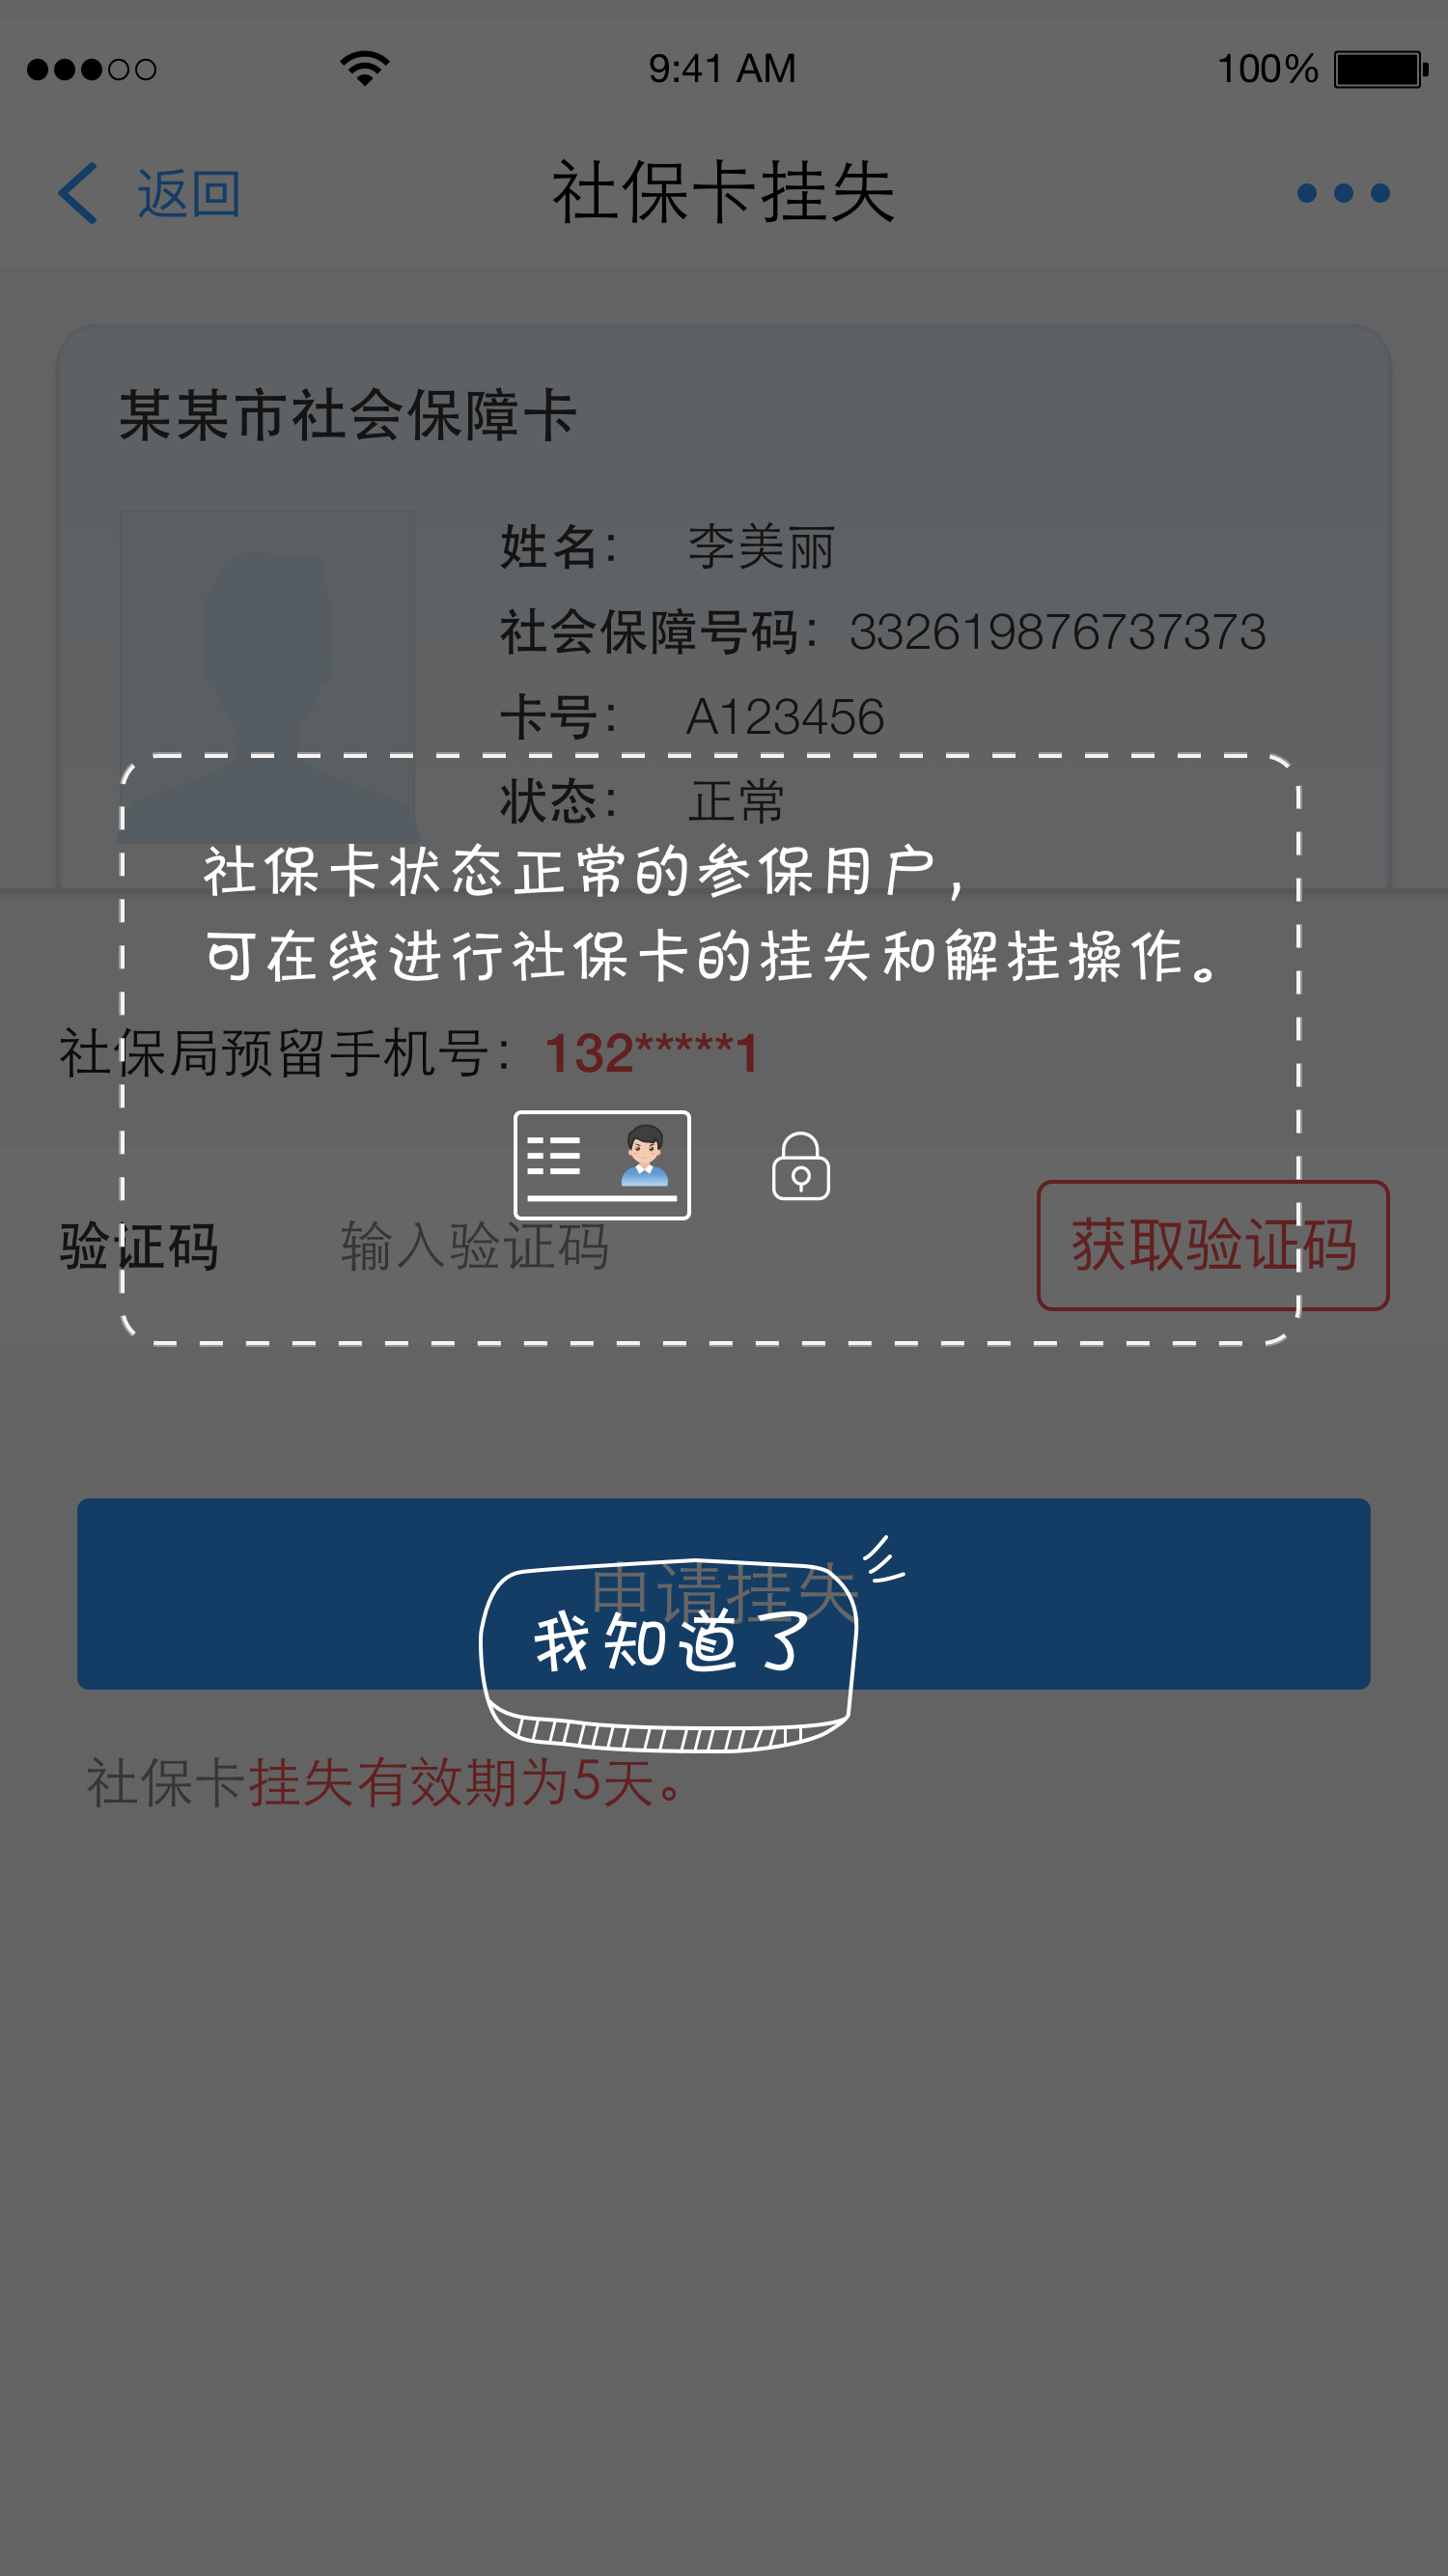 9:41 AM 100%
返回 社保卡挂失
某某市社会保障卡
姓名： 李美丽
社会保障号码：332619876737373
卡号： A123456
状态： 正常
社保卡状态正常的参保用户，
可在线进行社保卡的挂失和解挂操作。
社保局预留手机号：132*****1
验证码 输入验证码 获取验证码
申请挂失
我知道了
社保卡挂失有效期为5天。